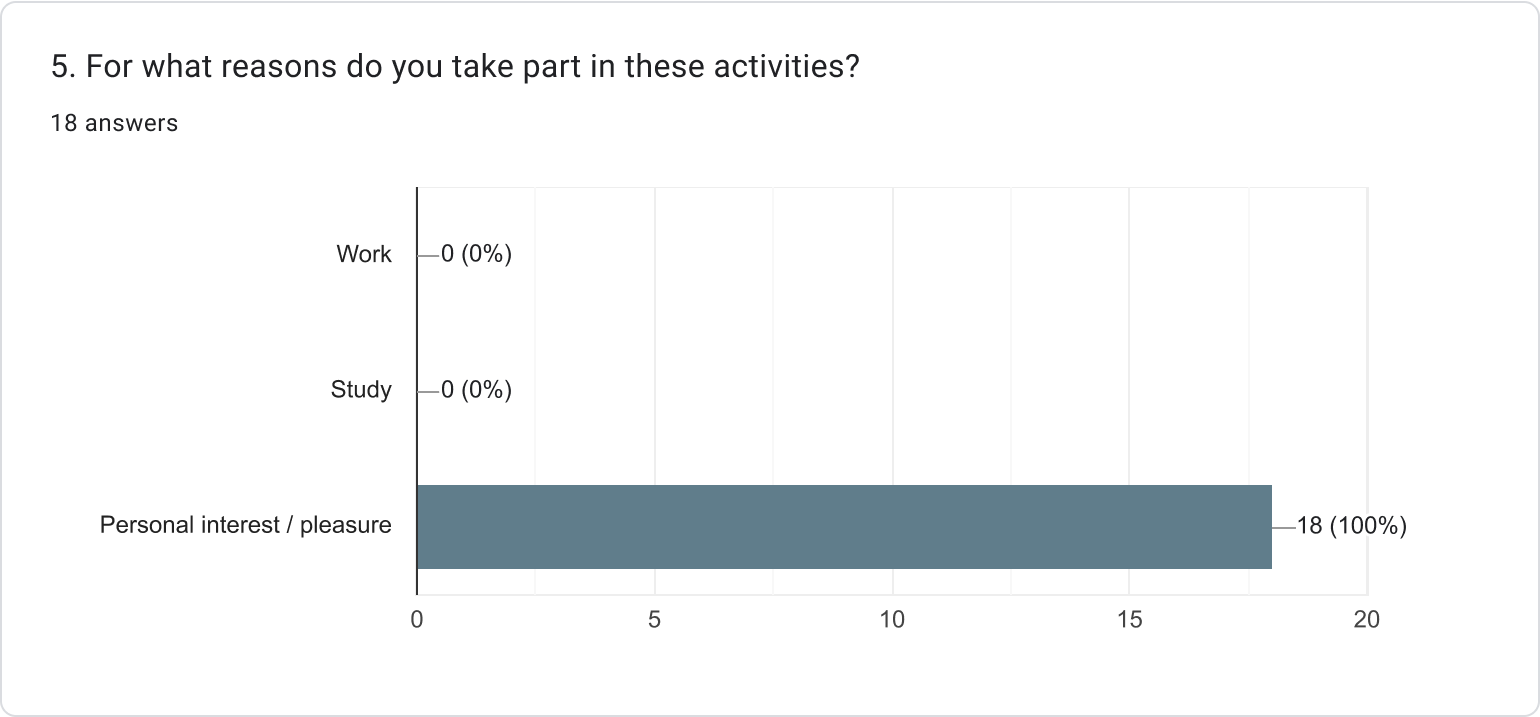 5. For what reasons do you take part in these activities?
18 answers
Work 0 (0%)
Study 0 (0%)
Personal interest / pleasure 18 (100%)
0 5 10 15 20